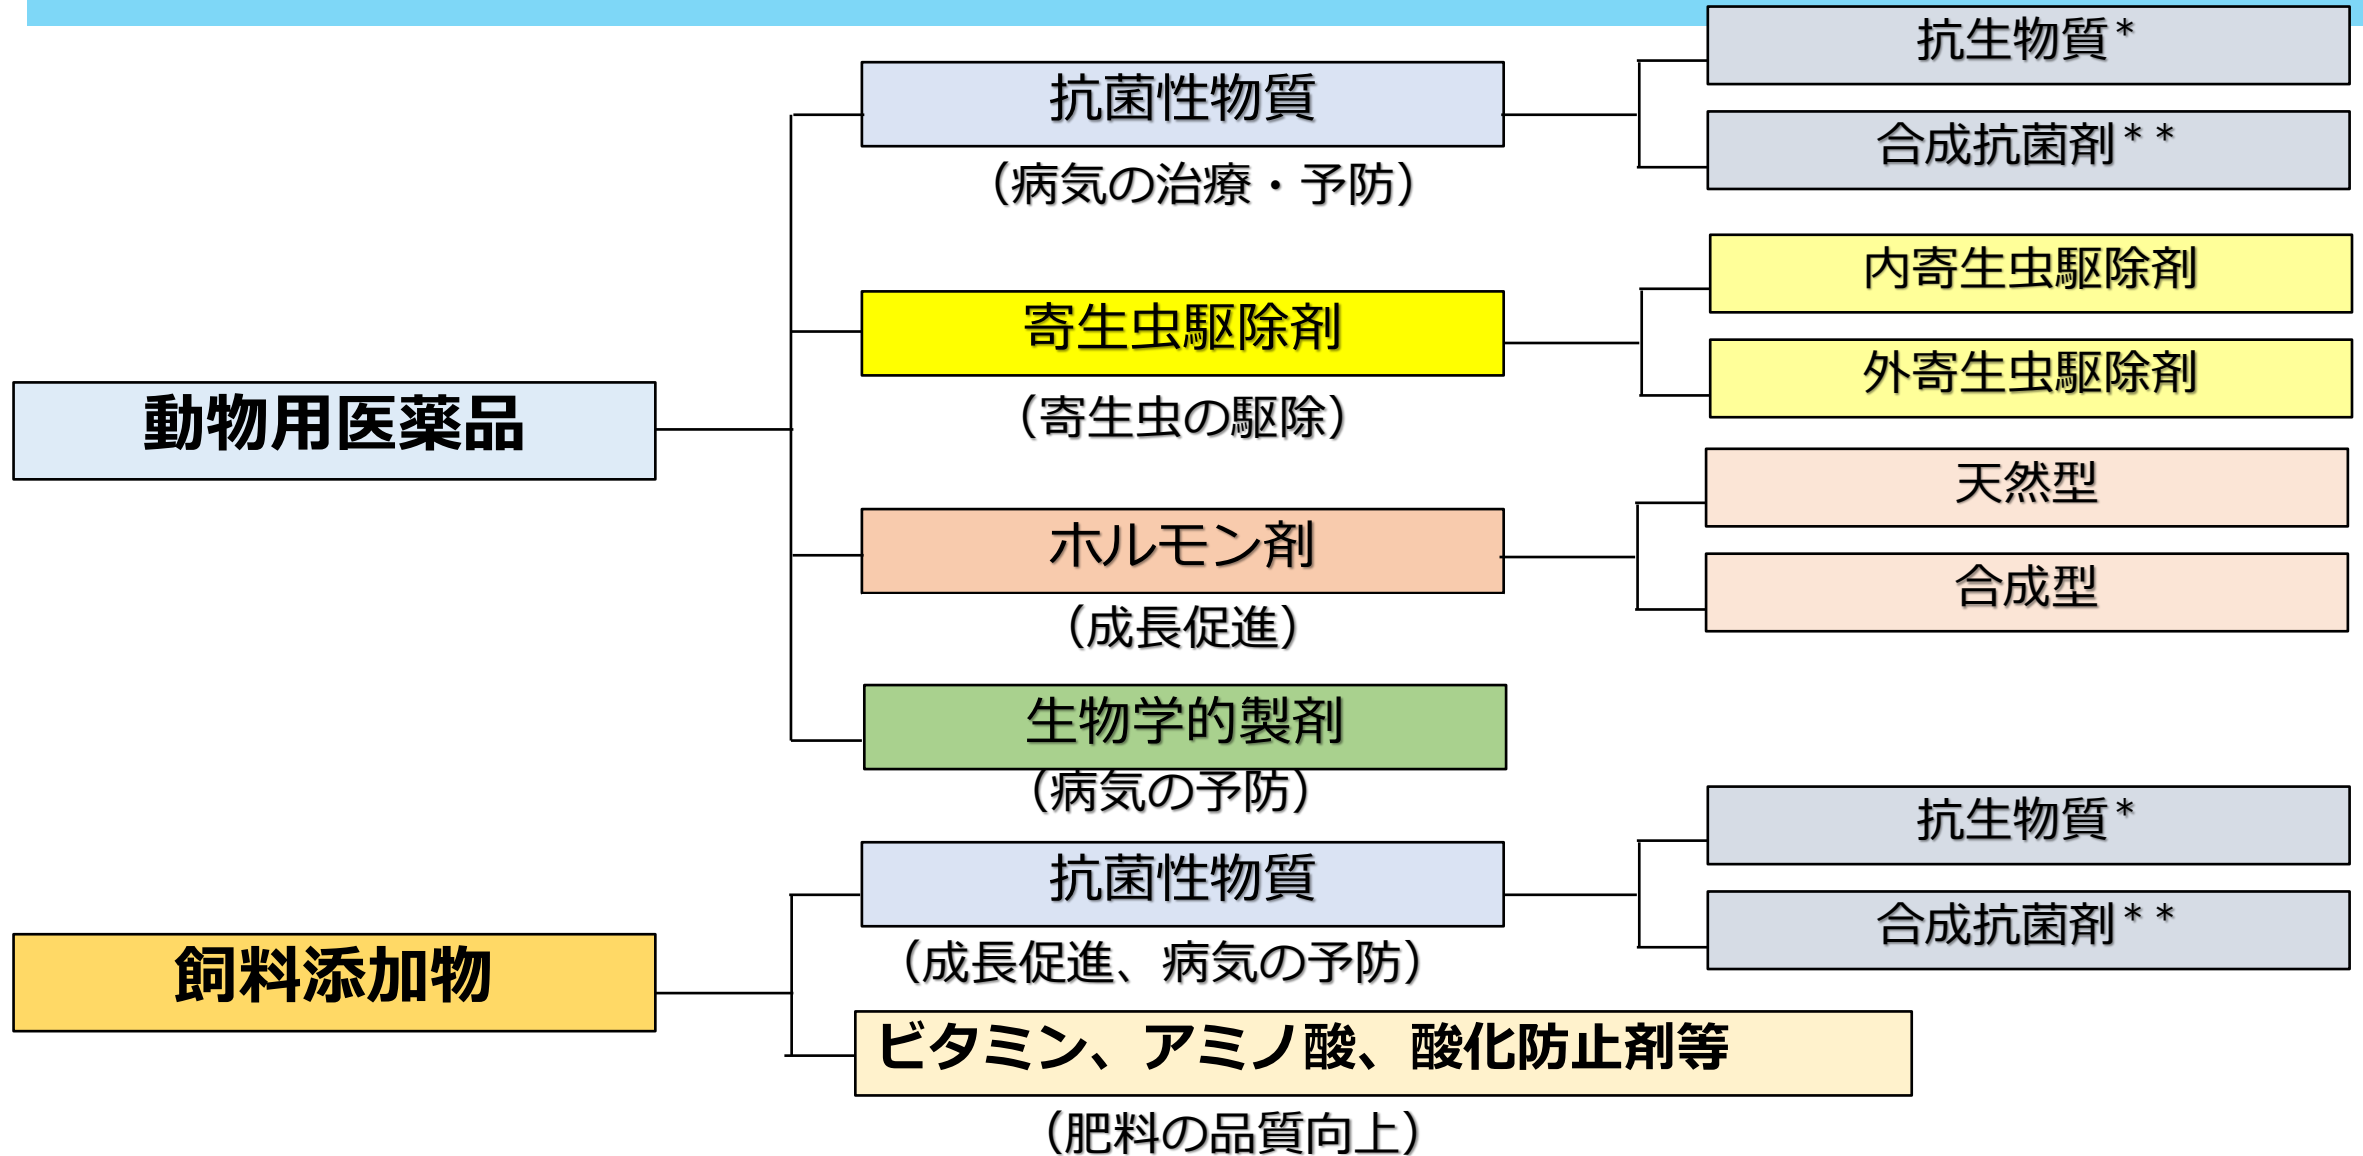 動物用医薬品
抗菌性物質
（病気の治療・予防）
抗生物質*
合成抗菌剤* *
寄生虫駆除剤
（寄生虫の駆除）
内寄生虫駆除剤
外寄生虫駆除剤
ホルモン剤
（成長促進）
天然型
合成型
生物学的製剤
（病気の予防）
飼料添加物
抗菌性物質
（成長促進、病気の予防）
抗生物質*
合成抗菌剤* *
ビタミン、アミノ酸、酸化防止剤等
（肥料の品質向上）